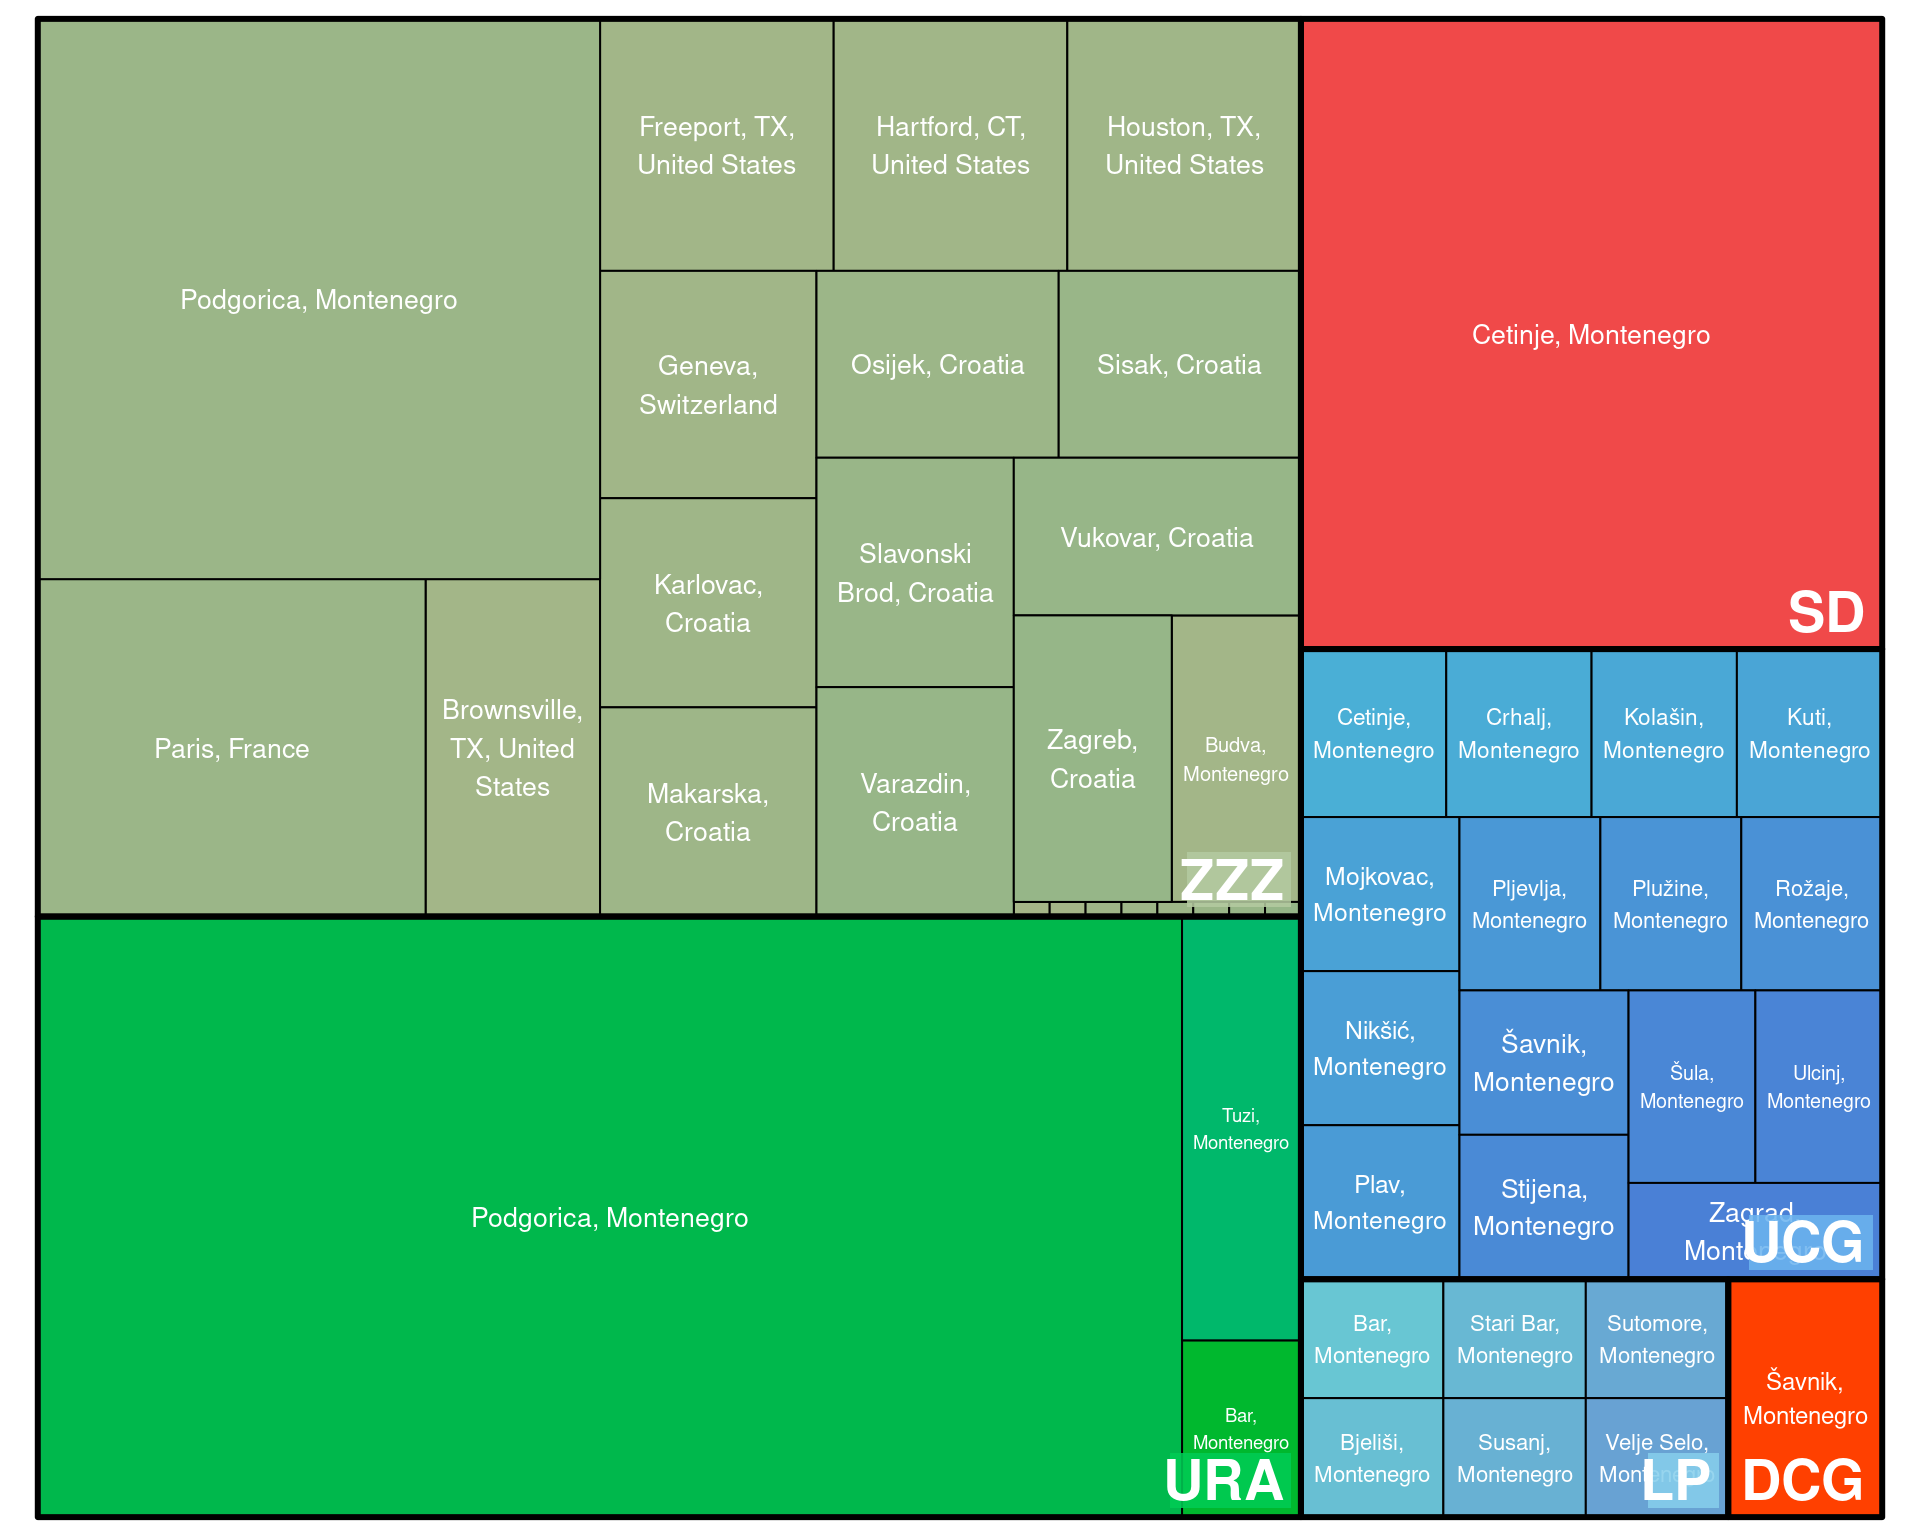 Podgorica, Montenegro
Freeport, TX,
United States
Hartford, CT,
United States
Houston, TX,
United States
Geneva,
Switzerland
Osijek, Croatia
Sisak, Croatia
Karlovac,
Croatia
Slavonski
Brod, Croatia
Vukovar, Croatia
Paris, France
Brownsville,
TX, United
States
Makarska,
Croatia
Varazdin,
Croatia
Zagreb,
Croatia
Budva,
Montenegro
ZZZ
Podgorica, Montenegro
Tuzi,
Montenegro
Bar,
Montenegro
URA
Cetinje, Montenegro
SD
Cetinje,
Montenegro
Crhalj,
Montenegro
Kolašin,
Montenegro
Kuti,
Montenegro
Mojkovac,
Montenegro
Pljevlja,
Montenegro
Plužine,
Montenegro
Rožaje,
Montenegro
Nikšić,
Montenegro
Šavnik,
Montenegro
Šula,
Montenegro
Ulcinj,
Montenegro
Plav,
Montenegro
Stijena,
Montenegro
Zagrad,
Montenegro
UCG
Bar,
Montenegro
Stari Bar,
Montenegro
Sutomore,
Montenegro
Bjeliši,
Montenegro
Susanj,
Montenegro
Velje Selo,
Montenegro
LP
Šavnik,
Montenegro
DCG